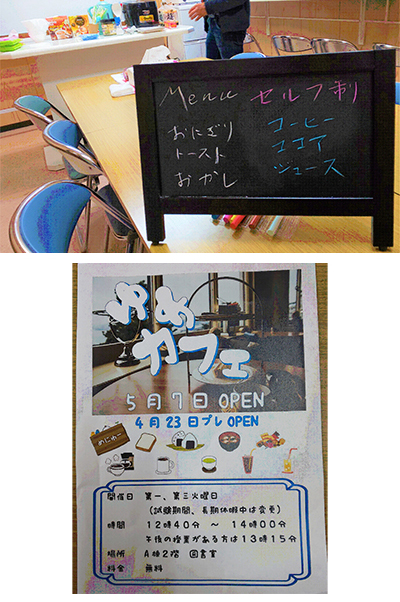 Menu
おにぎり
トースト
おかし
セルフ制
コーヒー
ココア
ジュース
ゆめ
カフェ
5月7日 OPEN
4月23日プレOPEN
めにゅー
開催日 第一、第三火曜日
(試験期間、長期休暇中は変更)
時間 12時40分 ～ 14時00分
午後の授業がある方は13時15分
場所 A棟2階 図書室
料金 無料